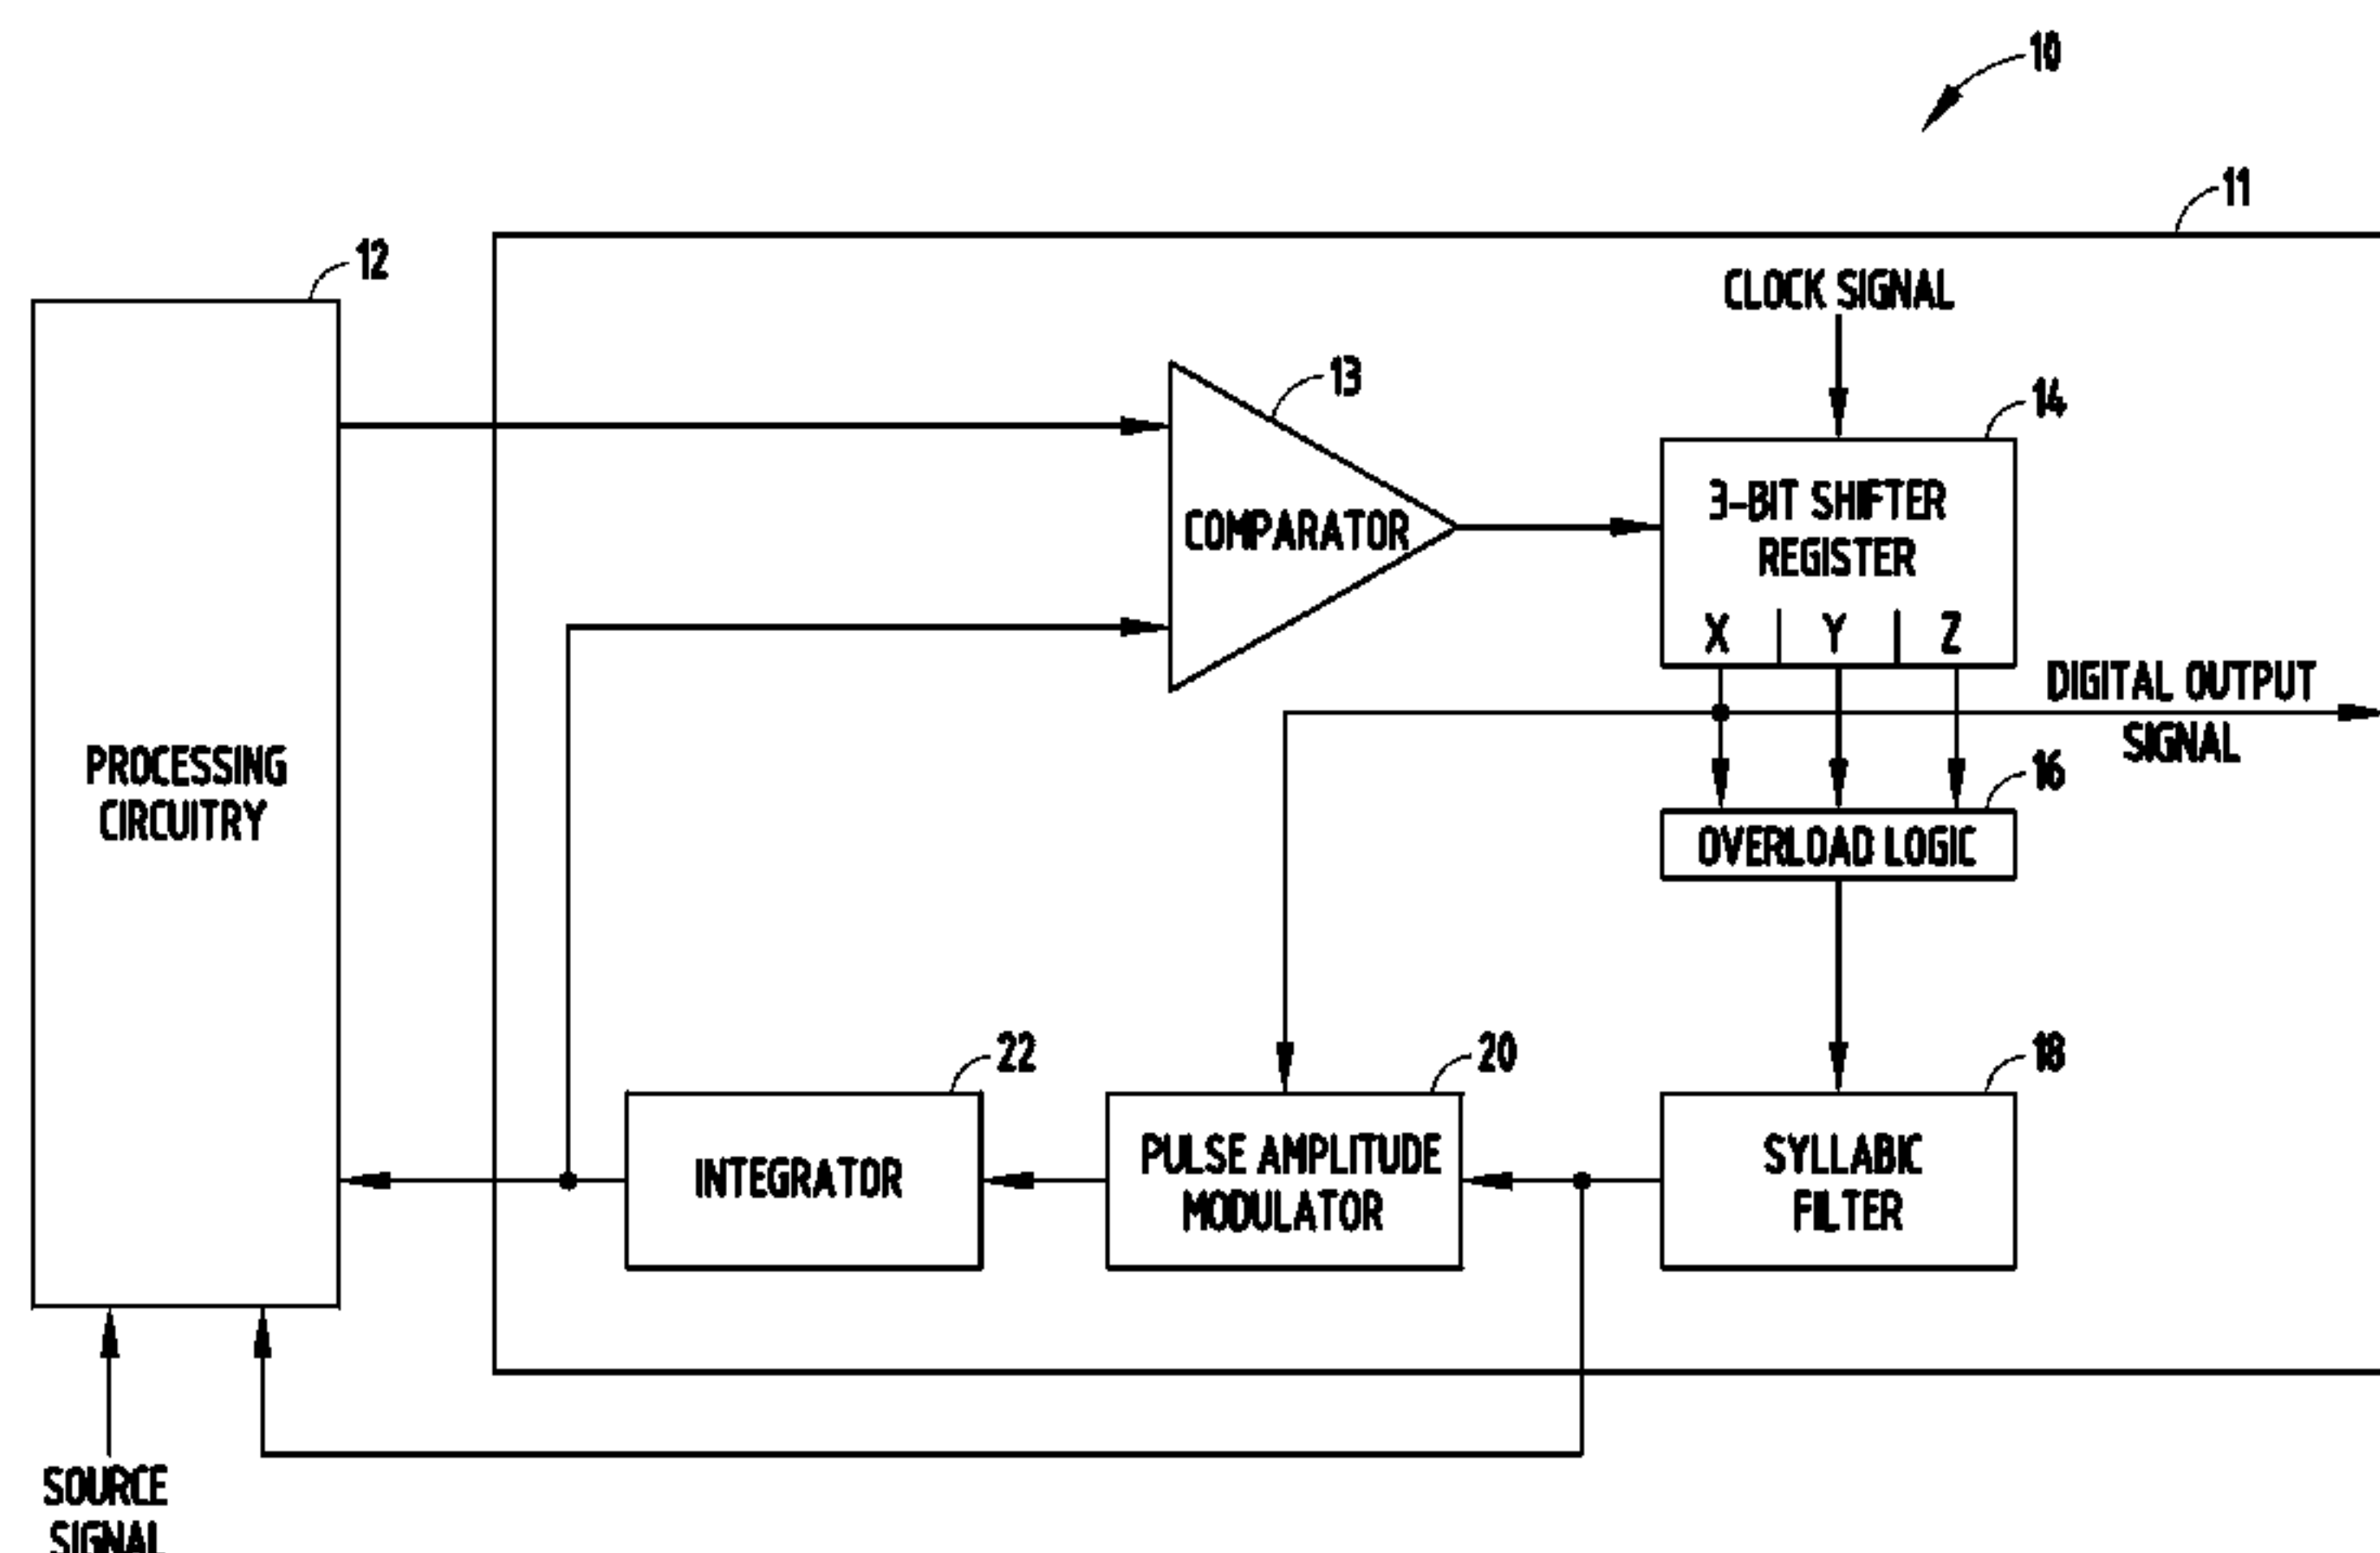 10
11
12
CLOCK SIGNAL
13
14
3-BIT SHIFTER
REGISTER
COMPARATOR
X | Y | Z
DIGITAL OUTPUT
SIGNAL
16
PROCESSING
CIRCUITRY
OVERLOAD LOGIC
22
20
18
INTEGRATOR
PULSE AMPLITUDE
MODULATOR
SYLLABIC
FILTER
SOURCE
SIGNAL